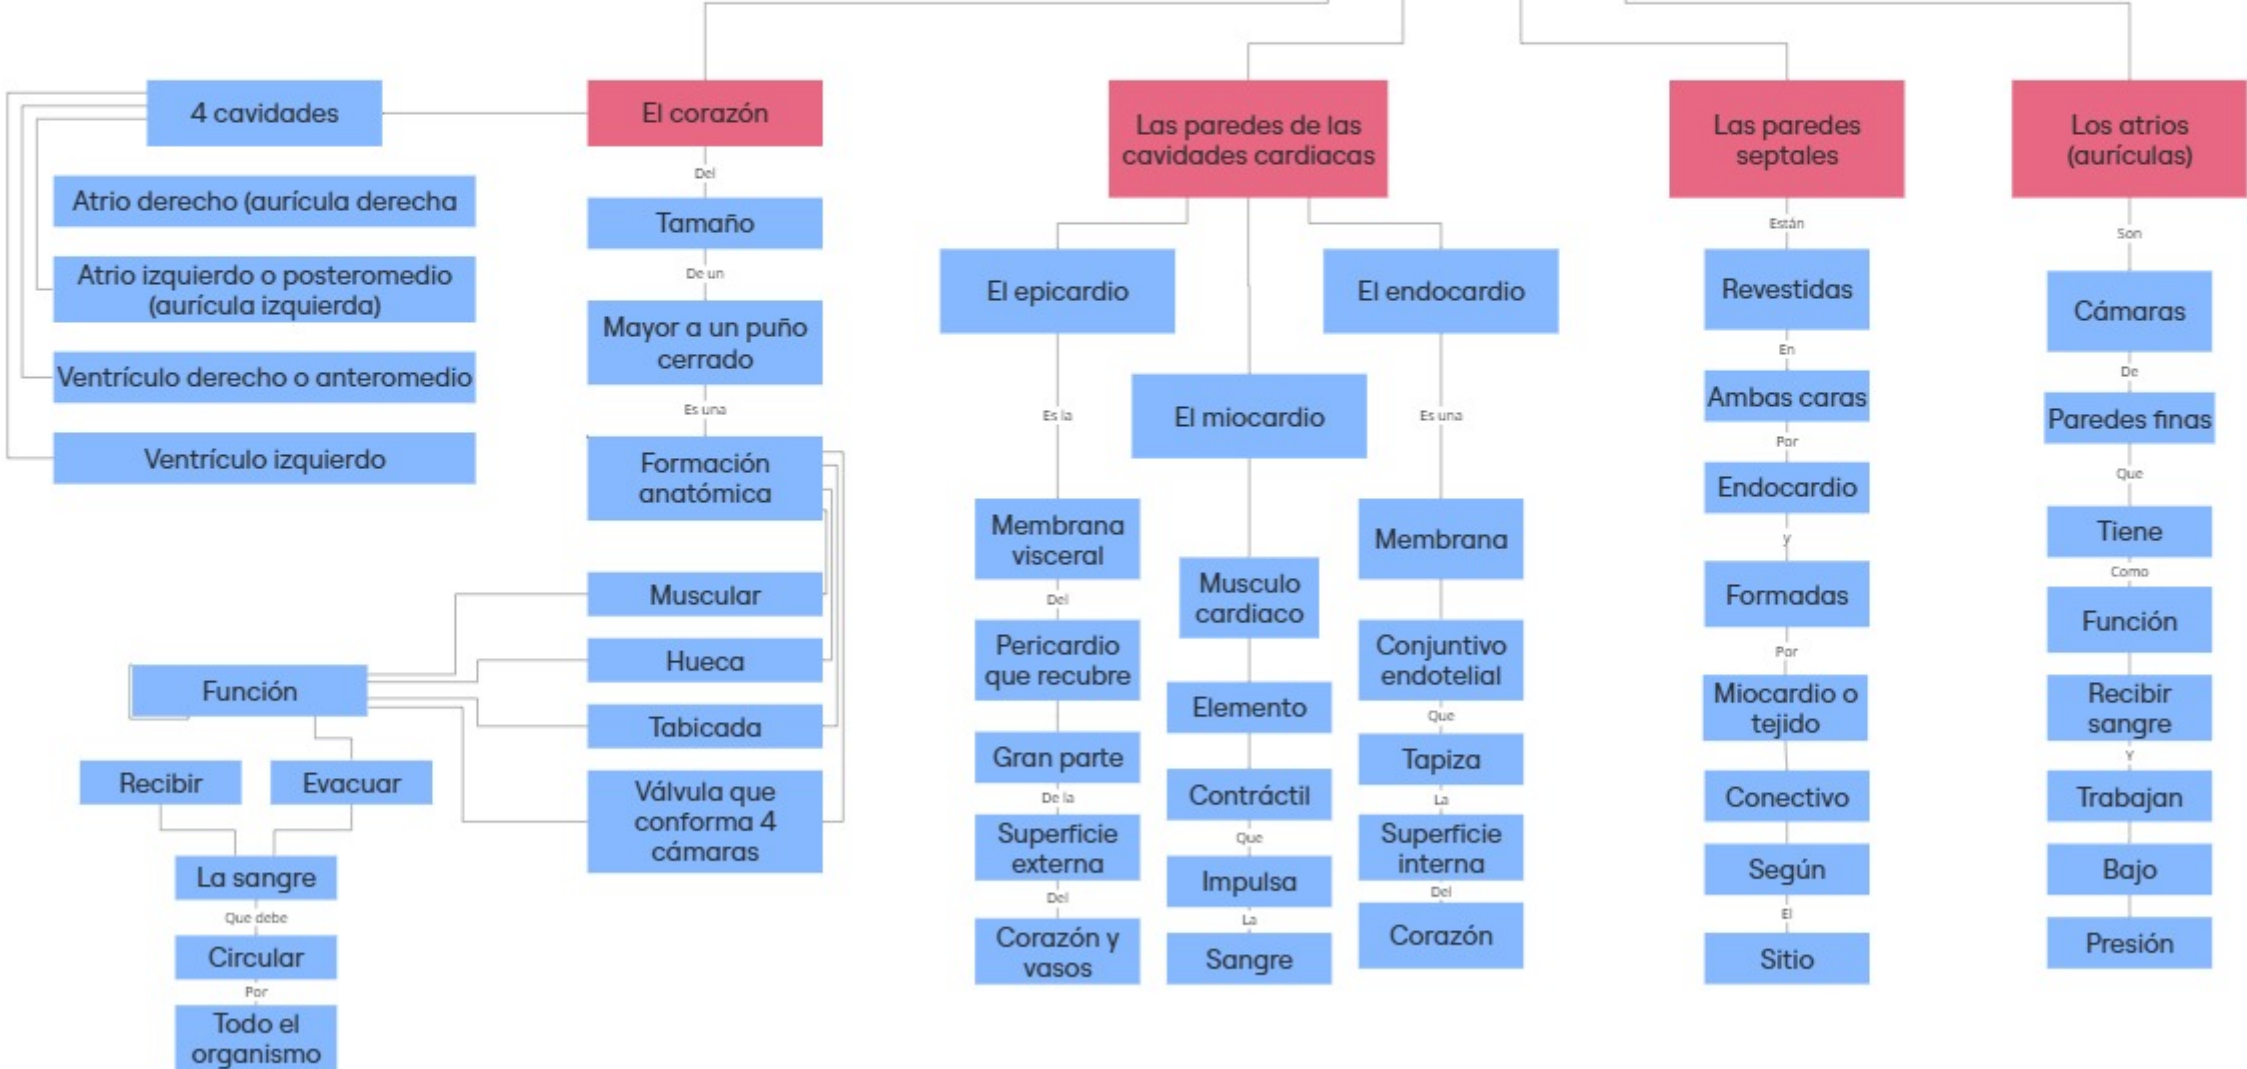 4 cavidades
Atrio derecho (aurícula derecha
Atrio izquierdo o posteromedio
(aurícula izquierda)
Ventrículo derecho o anteromedio
Ventrículo izquierdo
El corazón
Del
Tamaño
De un
Mayor a un puño
cerrado
Es una
Formación
anatómica
Muscular
Hueca
Tabicada
Válvula que
conforma 4
cámaras
Función
Recibir
Evacuar
La sangre
Que debe
Circular
Por
Todo el
organismo
Las paredes de las
cavidades cardiacas
El epicardio
Es la
Membrana
visceral
Del
Pericardio
que recubre
Gran parte
De la
Superficie
externa
Del
Corazón y
vasos
El miocardio
Musculo
cardiaco
Elemento
Contráctil
Que
Impulsa
La
Sangre
El endocardio
Es una
Membrana
Conjuntivo
endotelial
Que
Tapiza
La
Superficie
interna
Del
Corazón
Las paredes
septales
Están
Revestidas
En
Ambas caras
Por
Endocardio
y
Formadas
Por
Miocardio o
tejido
Conectivo
Según
El
Sitio
Los atrios
(aurículas)
Son
Cámaras
De
Paredes finas
Que
Tiene
Como
Función
Recibir
sangre
Y
Trabajan
Bajo
Presión